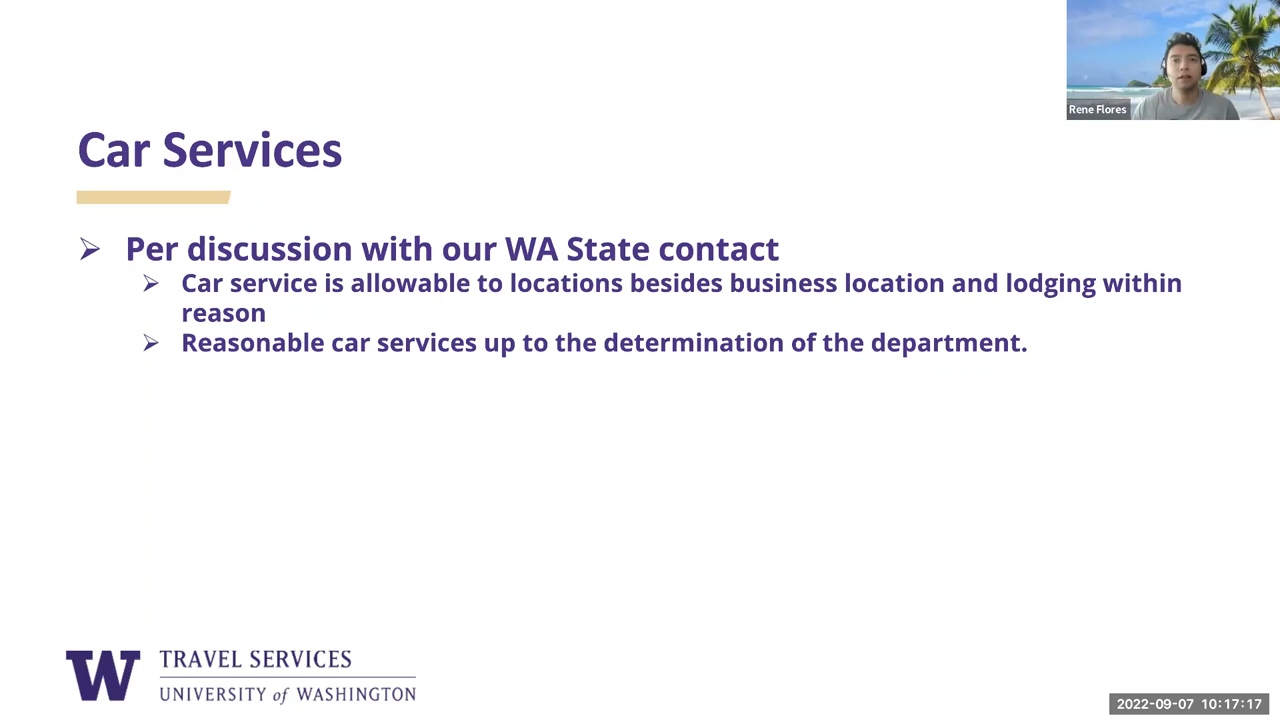 Rene Flores
Car Services
Per discussion with our WA State contact
Car service is allowable to locations besides business location and lodging within
reason
Reasonable car services up to the determination of the department.
W TRAVEL SERVICES
UNIVERSITY of WASHINGTON
2022-09-07 10:17:17